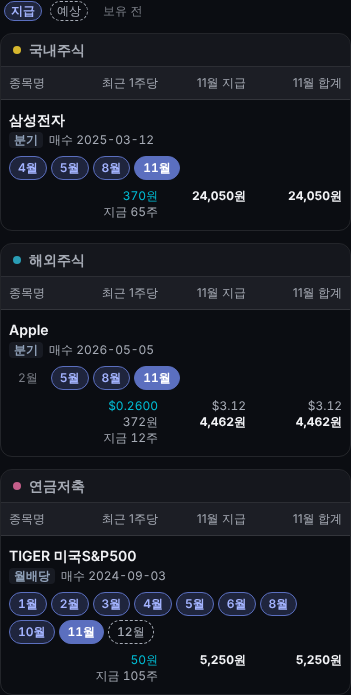 지급 예상 보유 전
국내주식
종목명 최근 1주당 11월 지급 11월 합계
삼성전자
분기 매수 2025-03-12
4월 5월 8월 11월
370원 24,050원 24,050원
지금 65주
해외주식
종목명 최근 1주당 11월 지급 11월 합계
Apple
분기 매수 2026-05-05
2월 5월 8월 11월
$0.2600 $3.12 $3.12
372원 4,462원 4,462원
지금 12주
연금저축
종목명 최근 1주당 11월 지급 11월 합계
TIGER 미국S&P500
월배당 매수 2024-09-03
1월 2월 3월 4월 5월 6월 8월
10월 11월 12월
50원 5,250원 5,250원
지금 105주